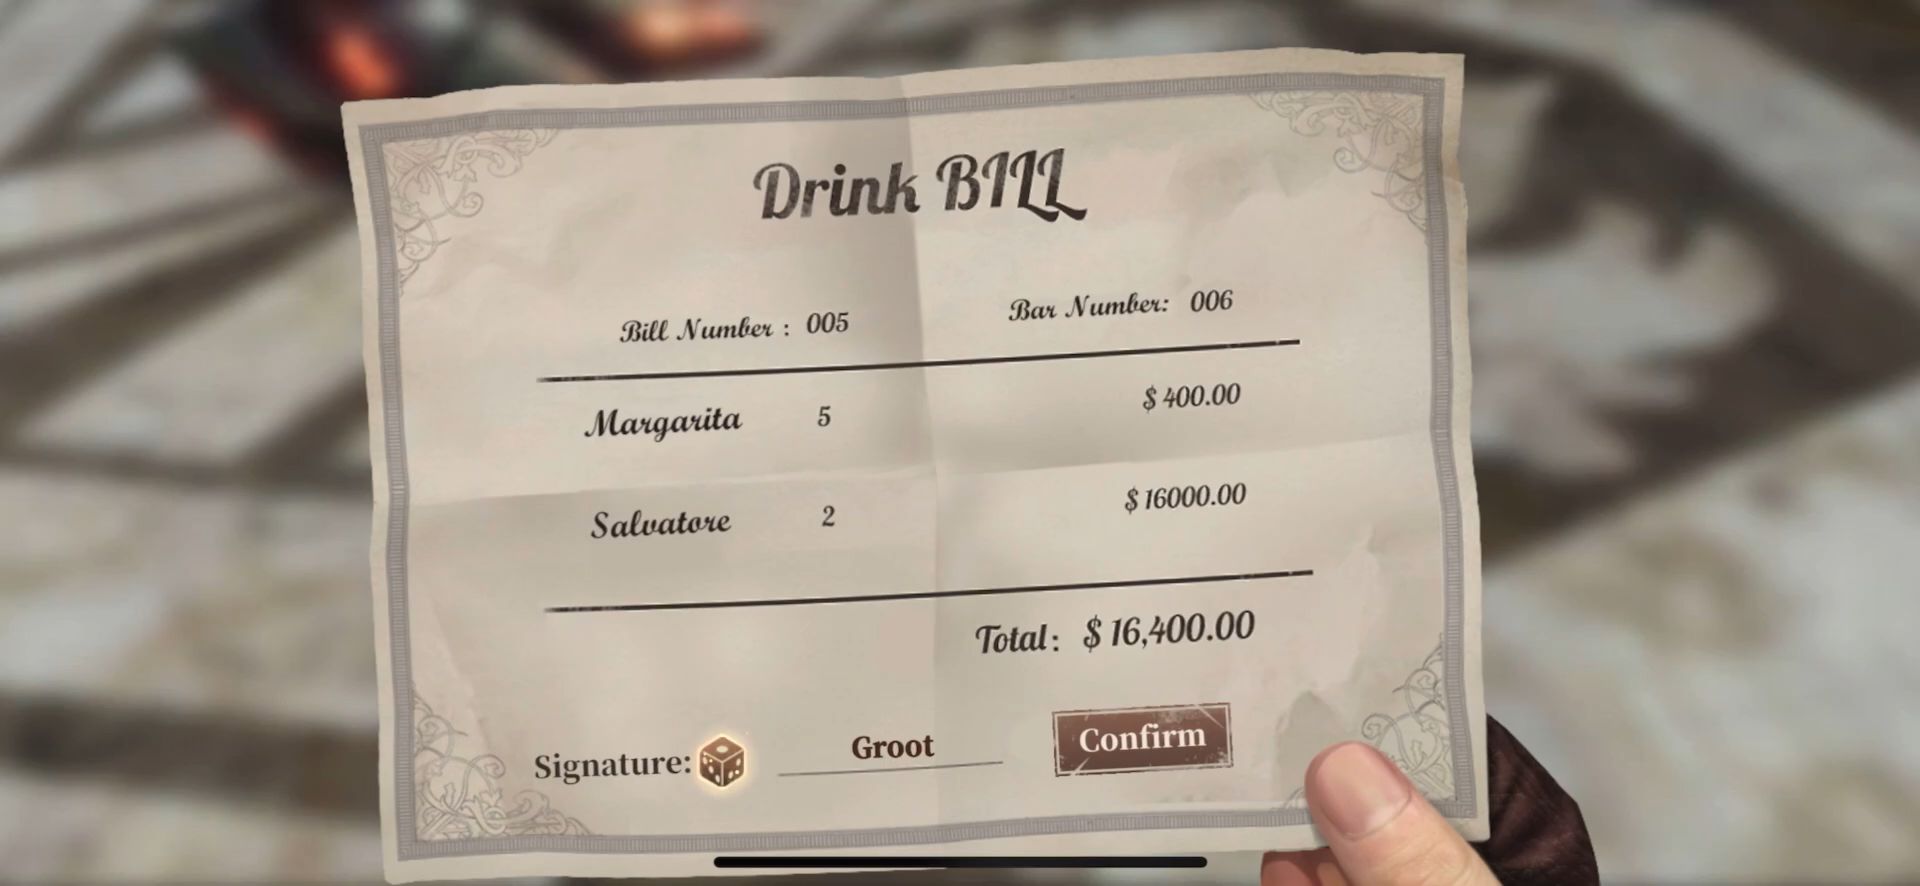 Drink BILL
Bill Number : 005 Bar Number: 006
Margarita 5 $ 400.00
Salvatore 2 $ 16000.00
Total: $ 16,400.00
Signature: Groot Confirm